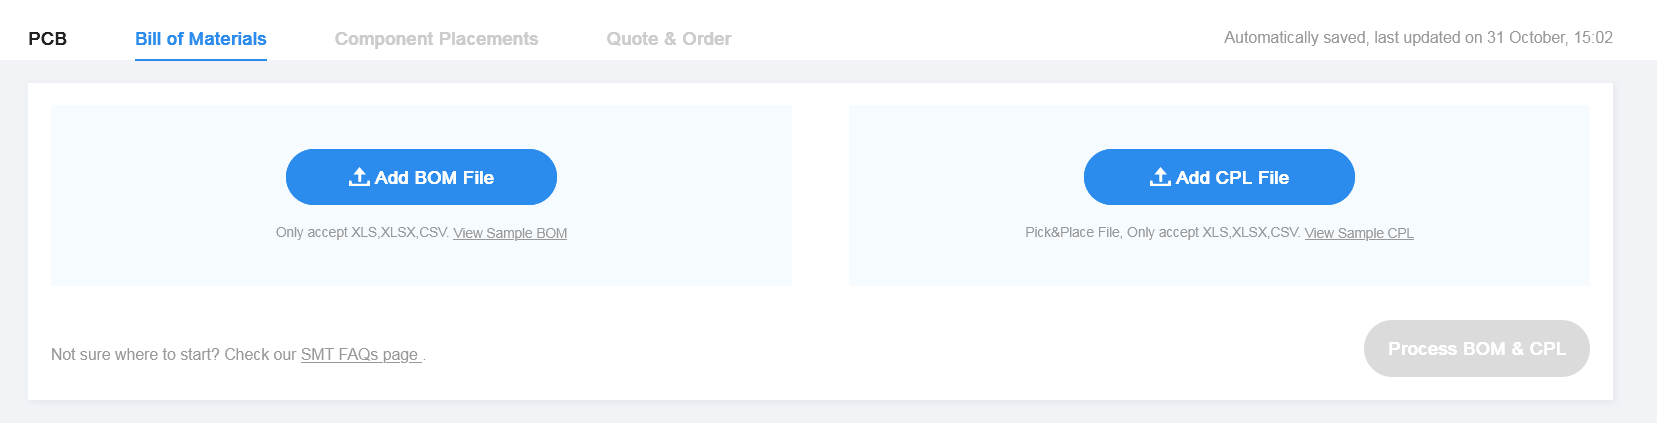 PCB Bill of Materials Component Placements Quote & Order Automatically saved, last updated on 31 October, 15:02
Add BOM File
Only accept XLS,XLSX,CSV. View Sample BOM
Add CPL File
Pick&Place File, Only accept XLS,XLSX,CSV. View Sample CPL
Not sure where to start? Check our SMT FAQs page .
Process BOM & CPL